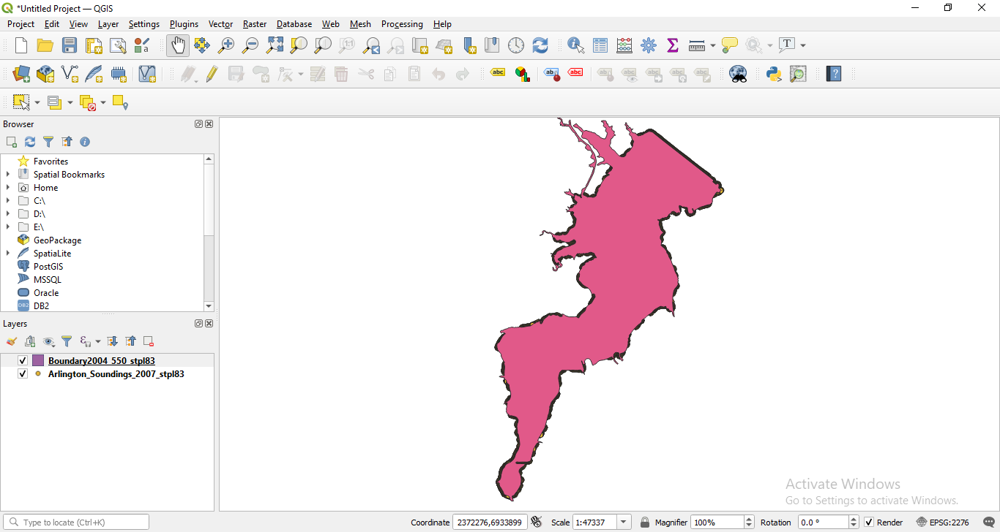 *Untitled Project — QGIS
Project Edit View Layer Settings Plugins Vector Raster Database Web Mesh Processing Help
Browser
Favorites
Spatial Bookmarks
Home
C:\
D:\
E:\
GeoPackage
SpatiaLite
PostGIS
MSSQL
Oracle
DB2
Layers
Boundary2004_550_stpl83
Arlington_Soundings_2007_stpl83
Activate Windows
Go to Settings to activate Windows.
Type to locate (Ctrl+K) Coordinate 2372276,6933899 Scale 1:47337 Magnifier 100% Rotation 0.0 ° Render EPSG:2276